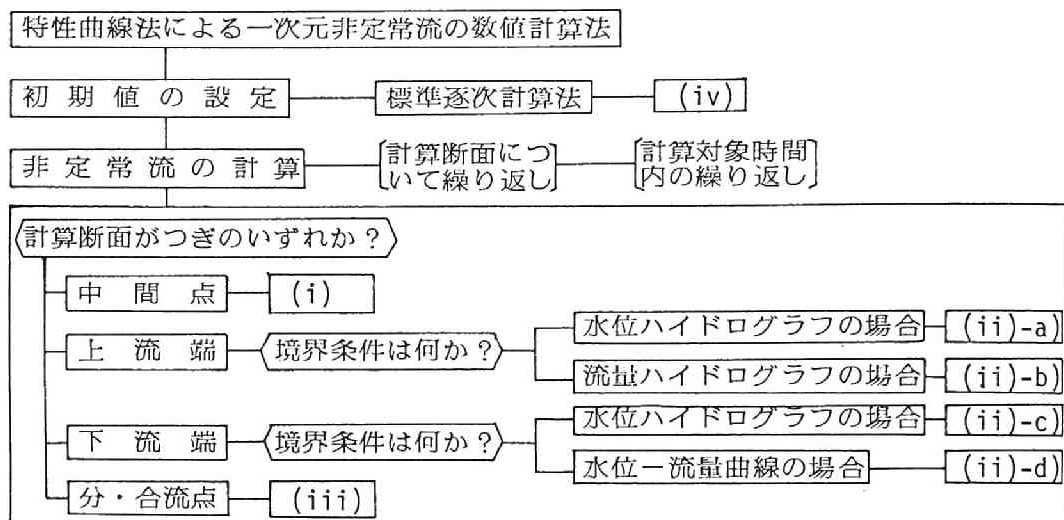 特性曲線法による一次元非定常流の数値計算法
初期値の設定 標準逐次計算法 (iv)
非定常流の計算 〔計算断面について繰り返し〕 〔計算対象時間内の繰り返し〕
計算断面がつぎのいずれか？
中間点 (i)
上流端 境界条件は何か？ 水位ハイドログラフの場合 (ii)-a)
流量ハイドログラフの場合 (ii)-b)
下流端 境界条件は何か？ 水位ハイドログラフの場合 (ii)-c)
水位－流量曲線の場合 (ii)-d)
分・合流点 (iii)